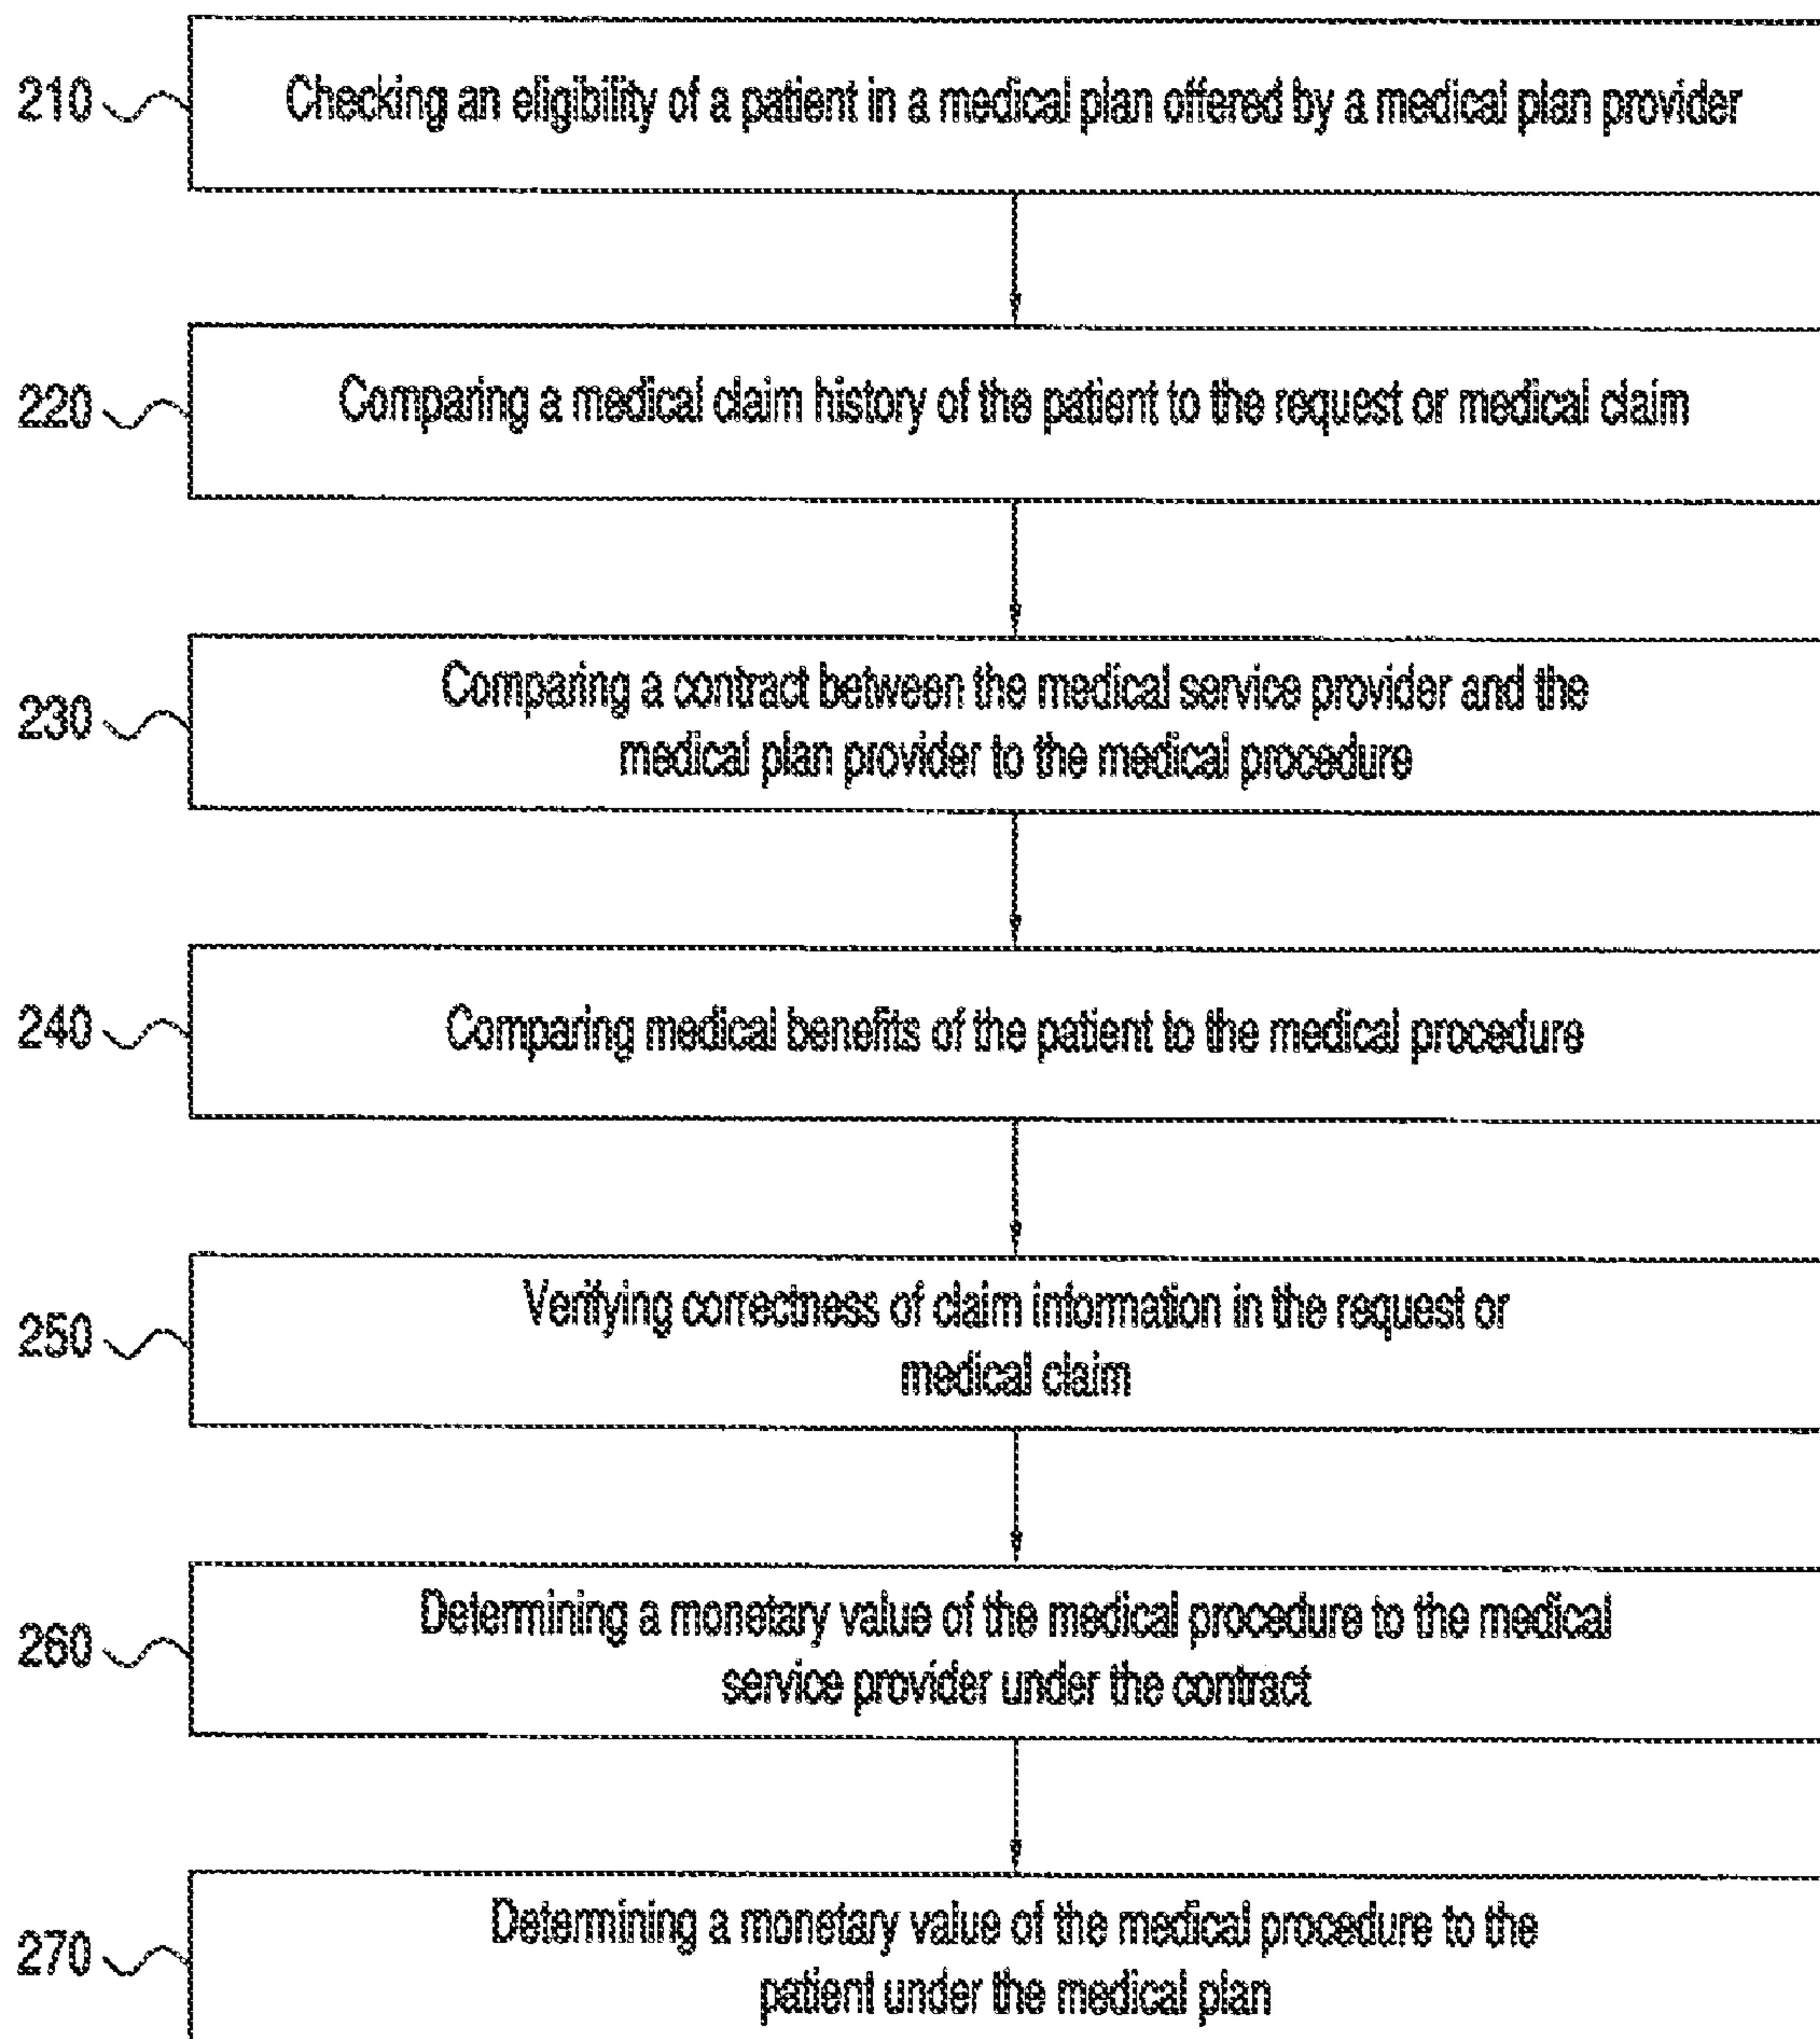 210 Checking an eligibility of a patient in a medical plan offered by a medical plan provider
220 Comparing a medical claim history of the patient to the request or medical claim
230 Comparing a contract between the medical service provider and the
medical plan provider to the medical procedure
240 Comparing medical benefits of the patient to the medical procedure
250 Verifying correctness of claim information in the request or
medical claim
260 Determining a monetary value of the medical procedure to the medical
service provider under the contract
270 Determining a monetary value of the medical procedure to the
patient under the medical plan